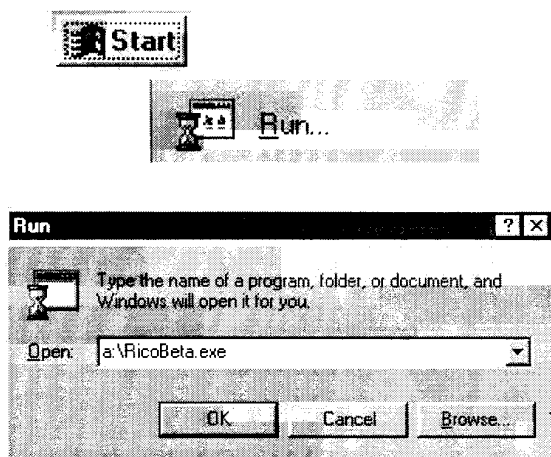 Start
Run...
Run
Type the name of a program, folder, or document, and
Windows will open it for you.
Open: a:\RicoBeta.exe
OK Cancel Browse...